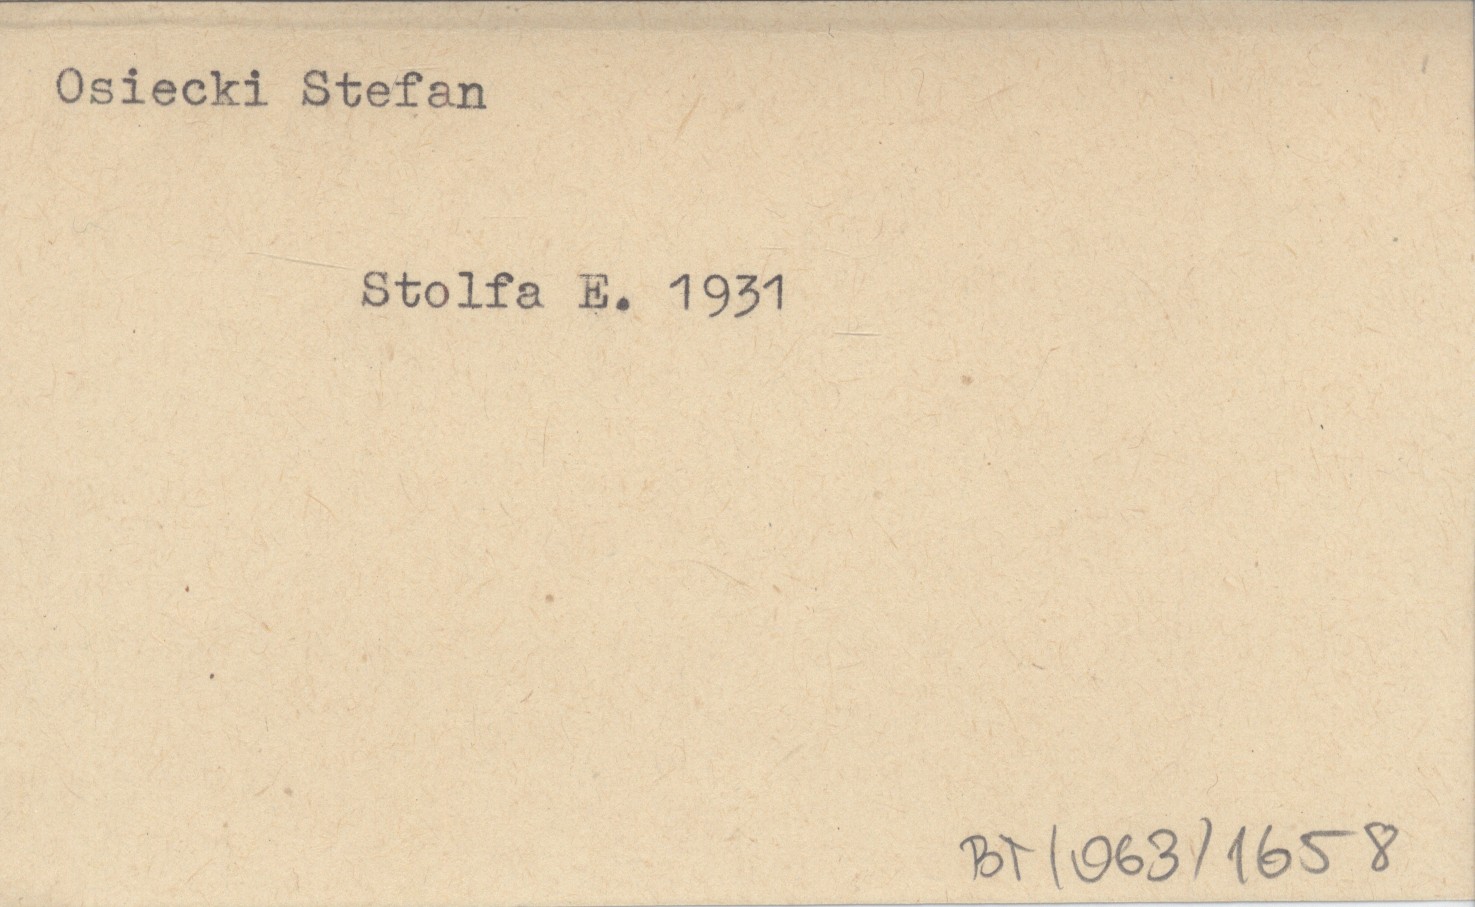 Osiecki Stefan
Stolfa E. 1931
BT/063/1658